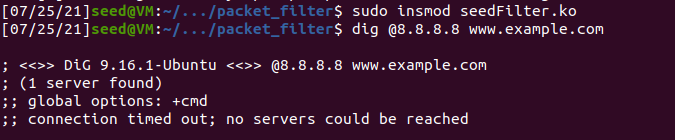 [07/25/21]seed@VM:~/.../packet_filter$ sudo insmod seedFilter.ko
[07/25/21]seed@VM:~/.../packet_filter$ dig @8.8.8.8 www.example.com
; <<>> DiG 9.16.1-Ubuntu <<>> @8.8.8.8 www.example.com
; (1 server found)
;; global options: +cmd
;; connection timed out; no servers could be reached